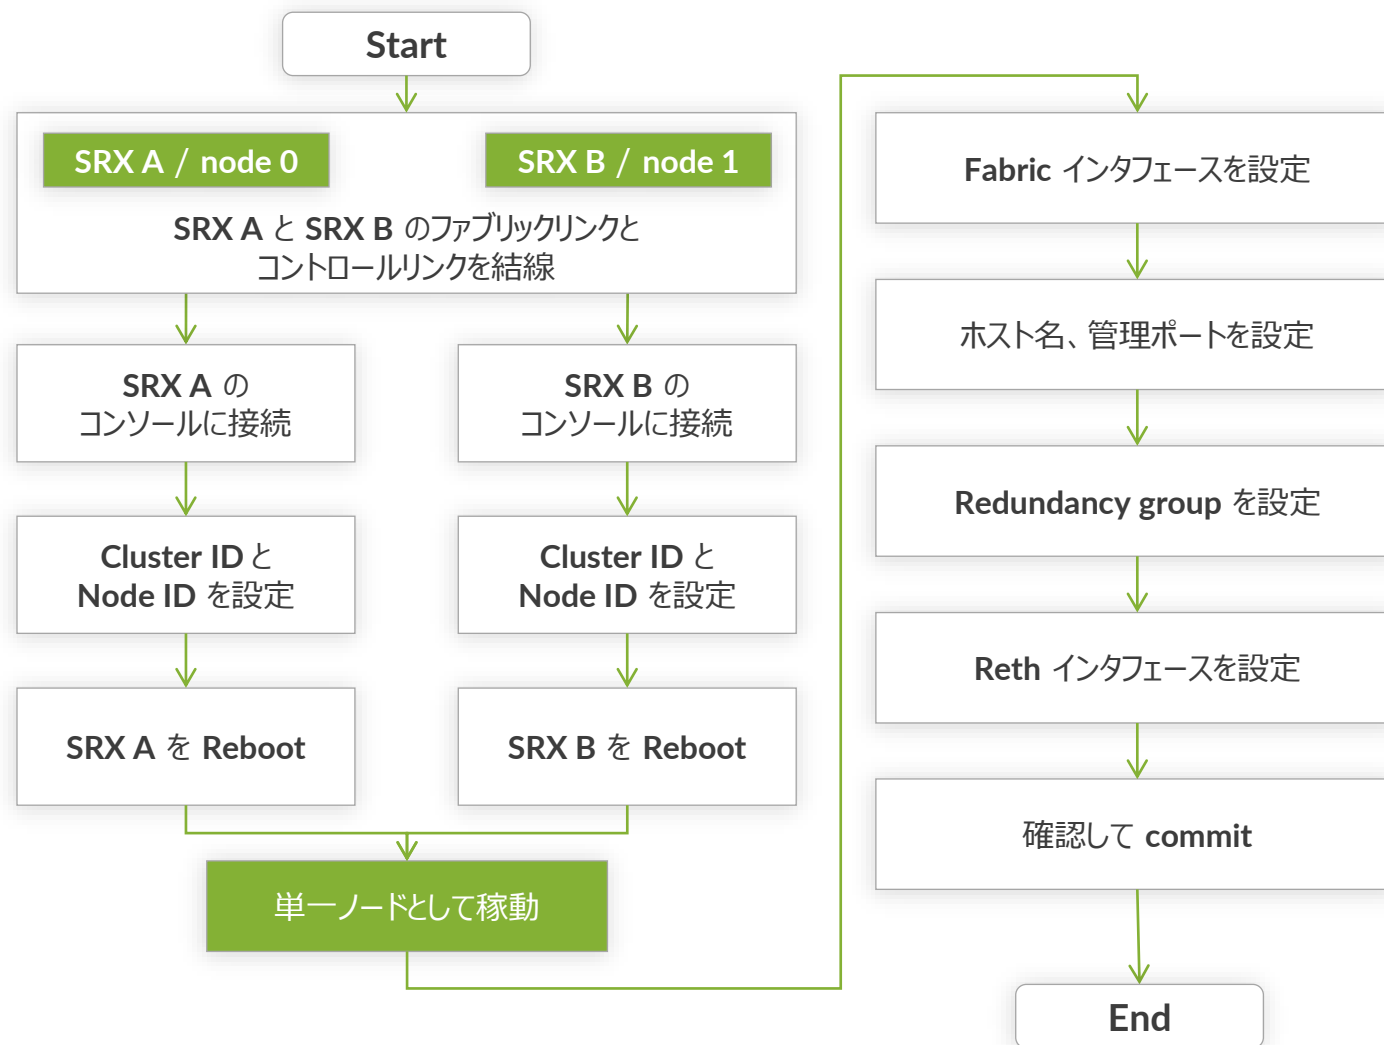 Start
SRX A / node 0
SRX B / node 1
SRX A と SRX B のファブリックリンクと
コントロールリンクを結線
SRX A の
コンソールに接続
SRX B の
コンソールに接続
Cluster ID と
Node ID を設定
Cluster ID と
Node ID を設定
SRX A を Reboot
SRX B を Reboot
単一ノードとして稼動
Fabric インタフェースを設定
ホスト名、管理ポートを設定
Redundancy group を設定
Reth インタフェースを設定
確認して commit
End